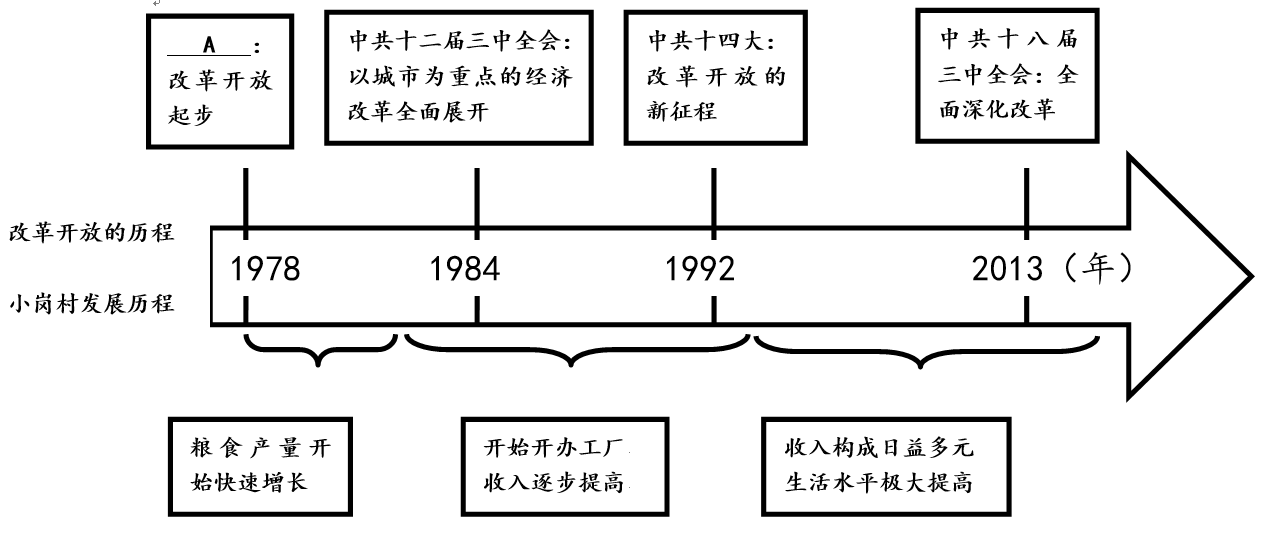 A：
改革开放
起步
中共十二届三中全会：
以城市为重点的经济
改革全面展开
中共十四大：
改革开放的
新征程
中共十八届
三中全会：全
面深化改革
改革开放的历程
1978 1984 1992 2013（年）
小岗村发展历程
粮食产量开
始快速增长
开始开办工厂
收入逐步提高
收入构成日益多元
生活水平极大提高